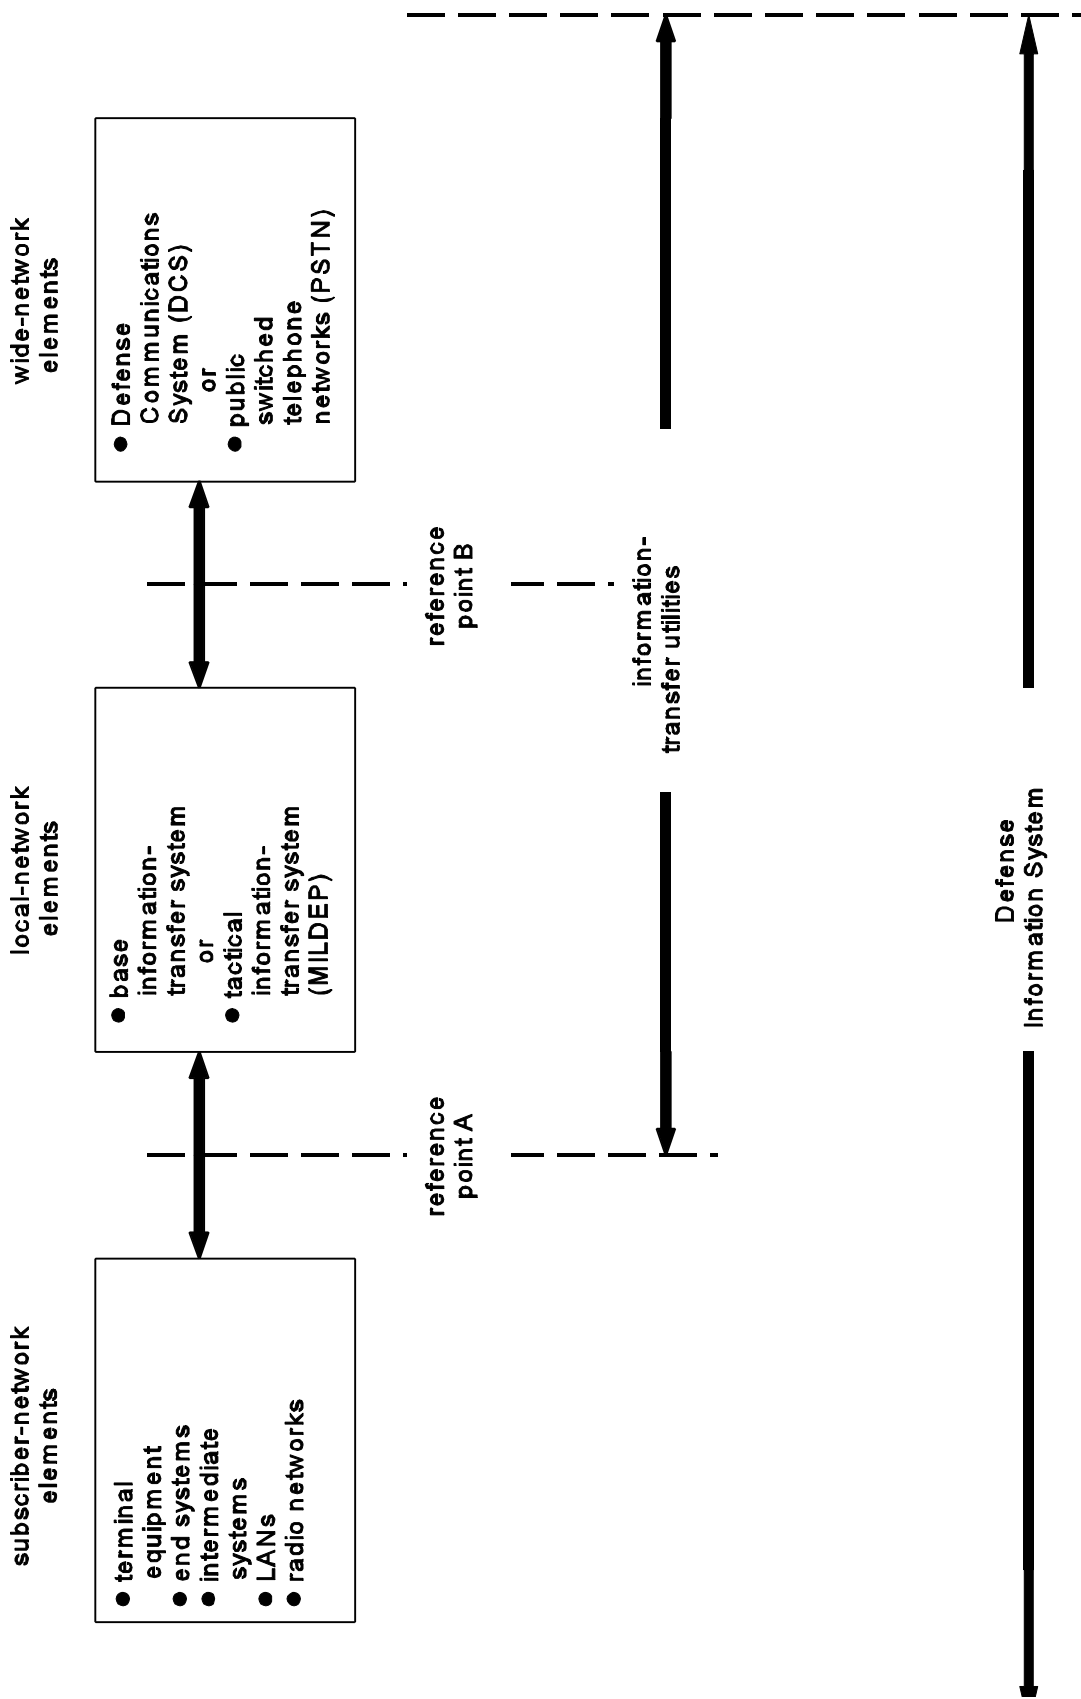 subscriber-network
elements
● terminal
equipment
● end systems
● intermediate
systems
● LANs
● radio networks
local-network
elements
● base
information-
transfer system
or
● tactical
information-
transfer system
(MILDEP)
wide-network
elements
● Defense
Communications
System (DCS)
or
● public
switched
telephone
networks (PSTN)
reference
point A
reference
point B
information-
transfer utilities
Defense
Information System